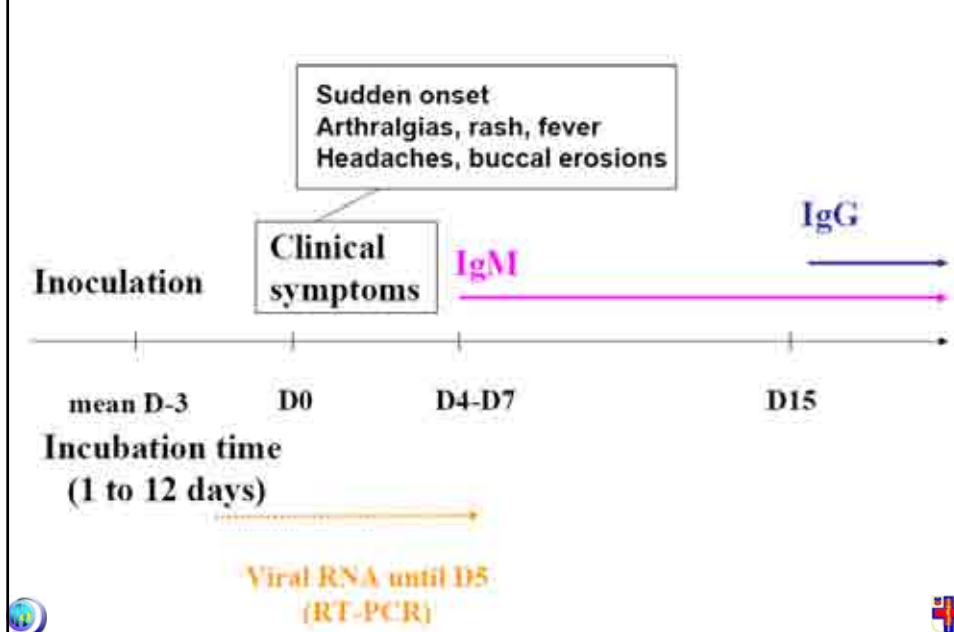 Sudden onset
Arthralgias, rash, fever
Headaches, buccal erosions
IgG
Clinical
symptoms
IgM
Inoculation
mean D-3
D0
D4-D7
D15
Incubation time
(1 to 12 days)
Viral RNA until D5
(RT-PCR)